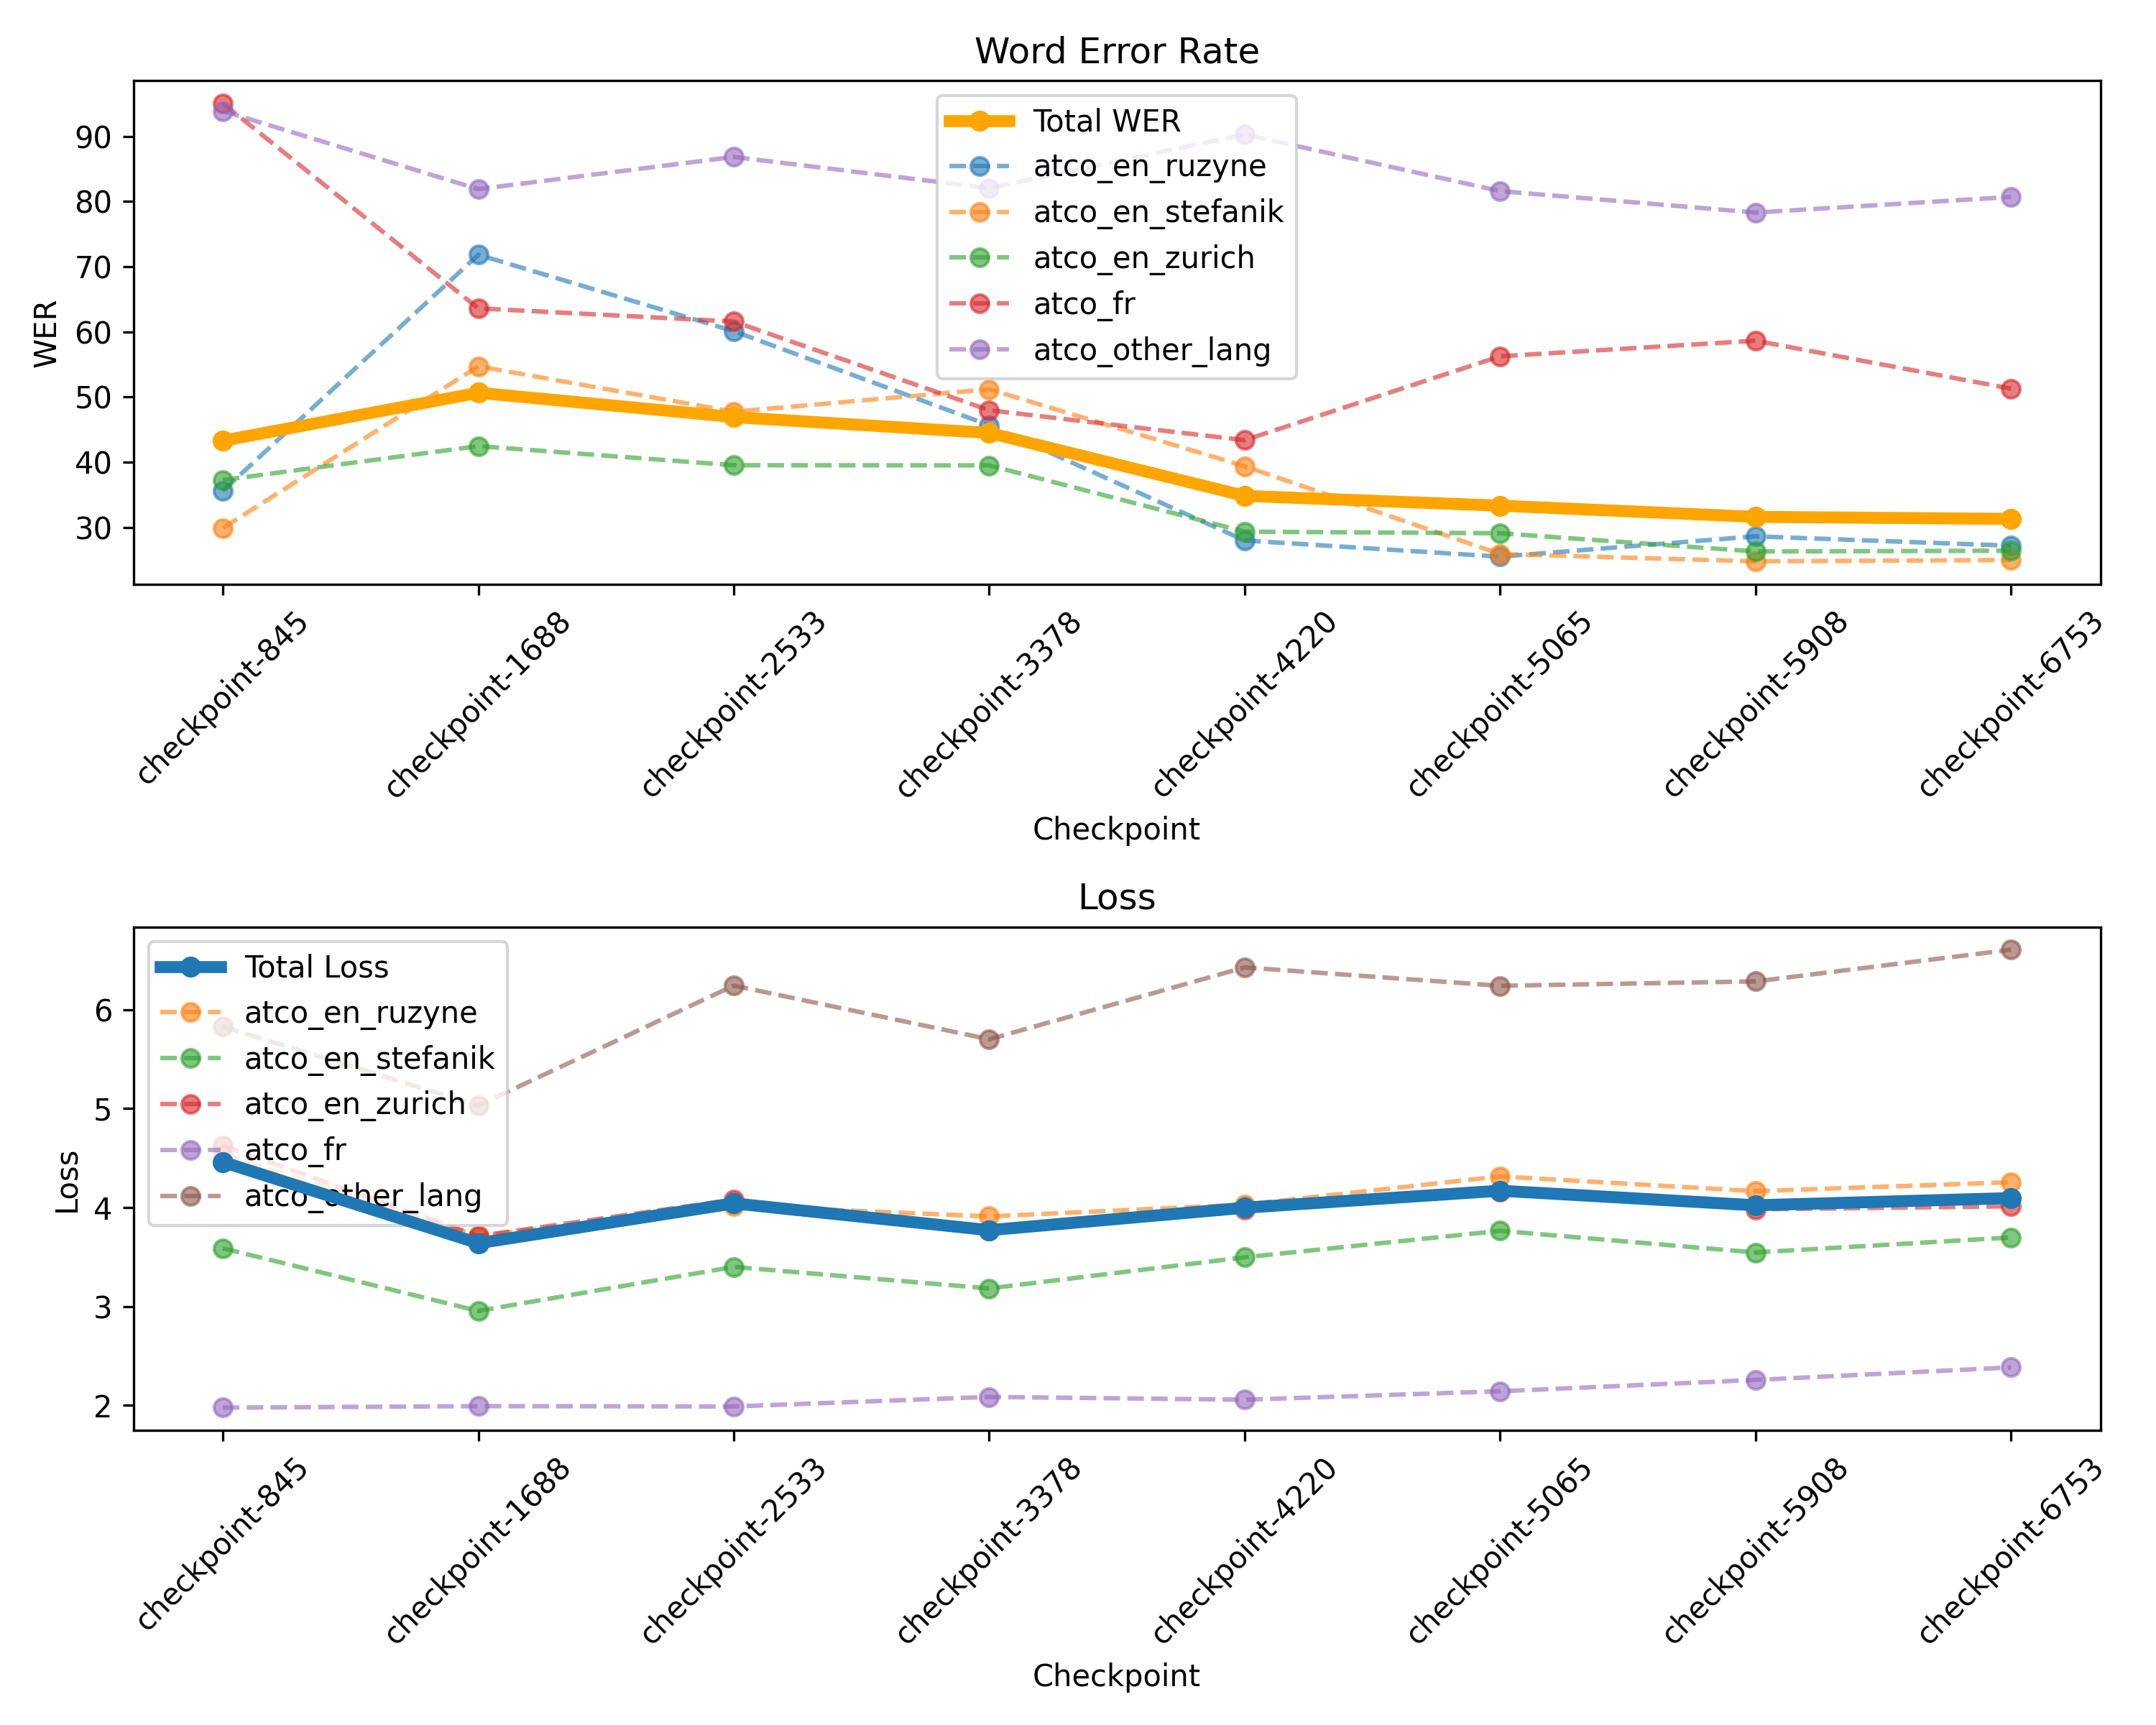 Word Error Rate
WER
90
80
70
60
50
40
30
Total WER
atco_en_ruzyne
atco_en_stefanik
atco_en_zurich
atco_fr
atco_other_lang
checkpoint-845
checkpoint-1688
checkpoint-2533
checkpoint-3378
checkpoint-4220
checkpoint-5065
checkpoint-5908
checkpoint-6753
Checkpoint
Loss
Loss
6
5
4
3
2
Total Loss
atco_en_ruzyne
atco_en_stefanik
atco_en_zurich
atco_fr
atco_other_lang
checkpoint-845
checkpoint-1688
checkpoint-2533
checkpoint-3378
checkpoint-4220
checkpoint-5065
checkpoint-5908
checkpoint-6753
Checkpoint